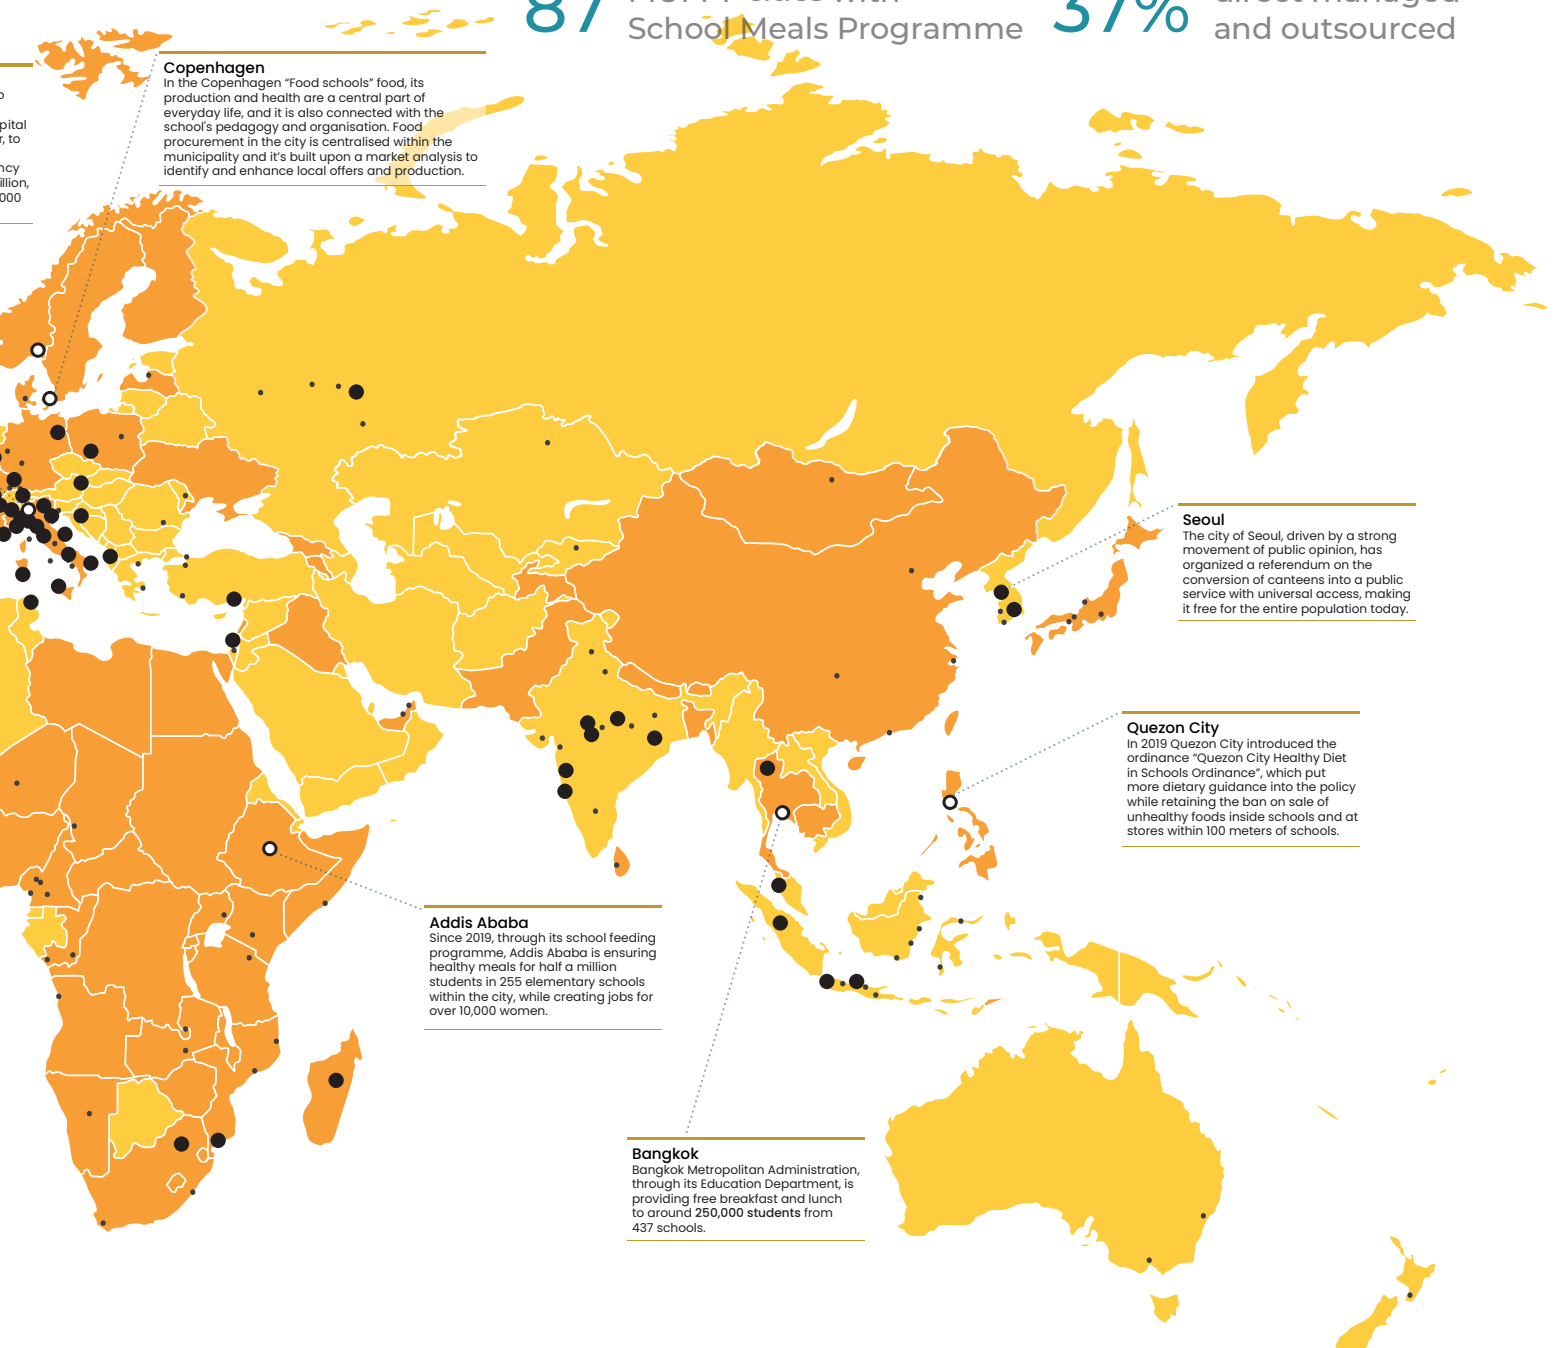 87
School Meals Programme
37%
and outsourced
pital
to
000
Copenhagen
In the Copenhagen “Food schools” food, its
production and health are a central part of
everyday life, and it is also connected with the
school's pedagogy and organisation. Food
procurement in the city is centralised within the
municipality and it’s built upon a market analysis to
identify and enhance local offers and production.
Seoul
The city of Seoul, driven by a strong
movement of public opinion, has
organized a referendum on the
conversion of canteens into a public
service with universal access, making
it free for the entire population today.
Quezon City
In 2019 Quezon City introduced the
ordinance “Quezon City Healthy Diet
in Schools Ordinance”, which put
more dietary guidance into the policy
while retaining the ban on sale of
unhealthy foods inside schools and at
stores within 100 meters of schools.
Addis Ababa
Since 2019, through its school feeding
programme, Addis Ababa is ensuring
healthy meals for half a million
students in 255 elementary schools
within the city, while creating jobs for
over 10,000 women.
Bangkok
Bangkok Metropolitan Administration,
through its Education Department, is
providing free breakfast and lunch
to around 250,000 students from
437 schools.